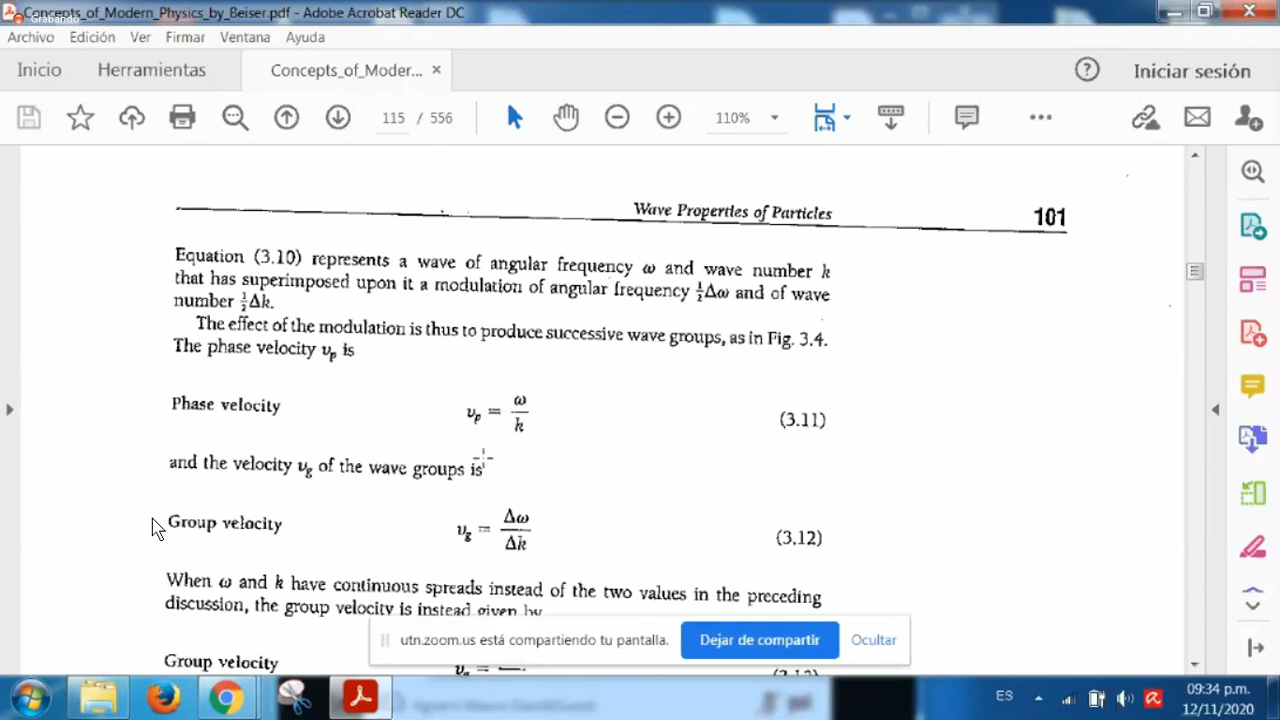 Concepts_of_Modern_Physics_by_Beiser.pdf - Adobe Acrobat Reader DC
Grabando
Archivo Edición Ver Firmar Ventana Ayuda
Inicio Herramientas Concepts_of_Moder... × Iniciar sesión
115 / 556 110%
Wave Properties of Particles 101
Equation (3.10) represents a wave of angular frequency ω and wave number k
that has superimposed upon it a modulation of angular frequency ½Δω and of wave
number ½Δk.
The effect of the modulation is thus to produce successive wave groups, as in Fig. 3.4.
The phase velocity υp is
Phase velocity υp = ω/k (3.11)
and the velocity υg of the wave groups is
Group velocity υg = Δω/Δk (3.12)
When ω and k have continuous spreads instead of the two values in the preceding
discussion, the group velocity is instead given by
utn.zoom.us está compartiendo tu pantalla. Dejar de compartir Ocultar
Group velocity
ES 09:34 p.m.
12/11/2020